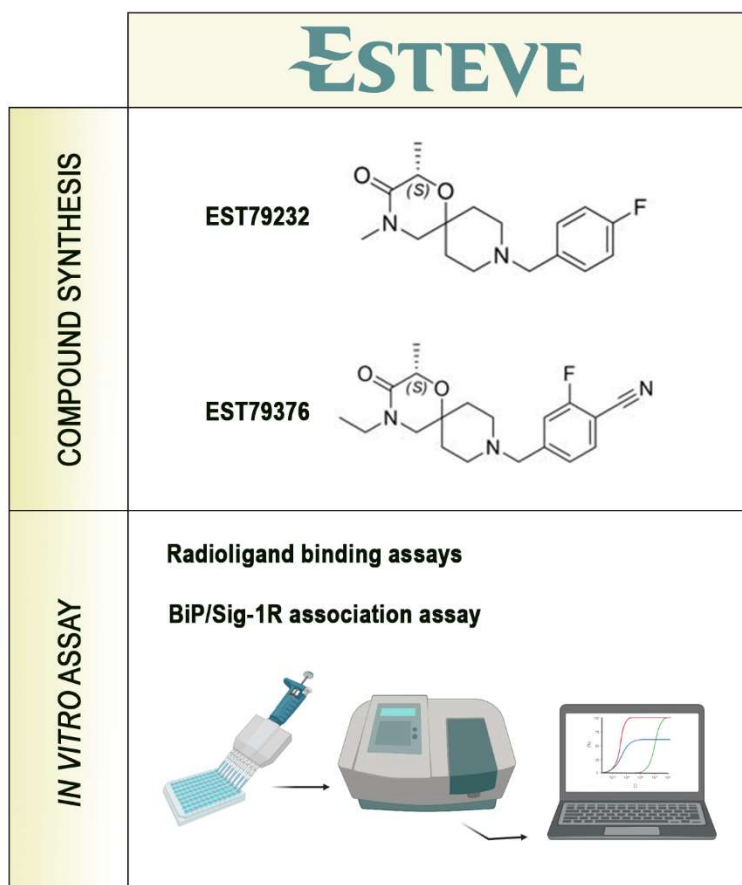 ESTEVE
COMPOUND SYNTHESIS
EST79232
O
(S)
O
N
N
F
EST79376
O
(S)
O
N
N
F
N
IN VITRO ASSAY
Radioligand binding assays
BiP/Sig-1R association assay